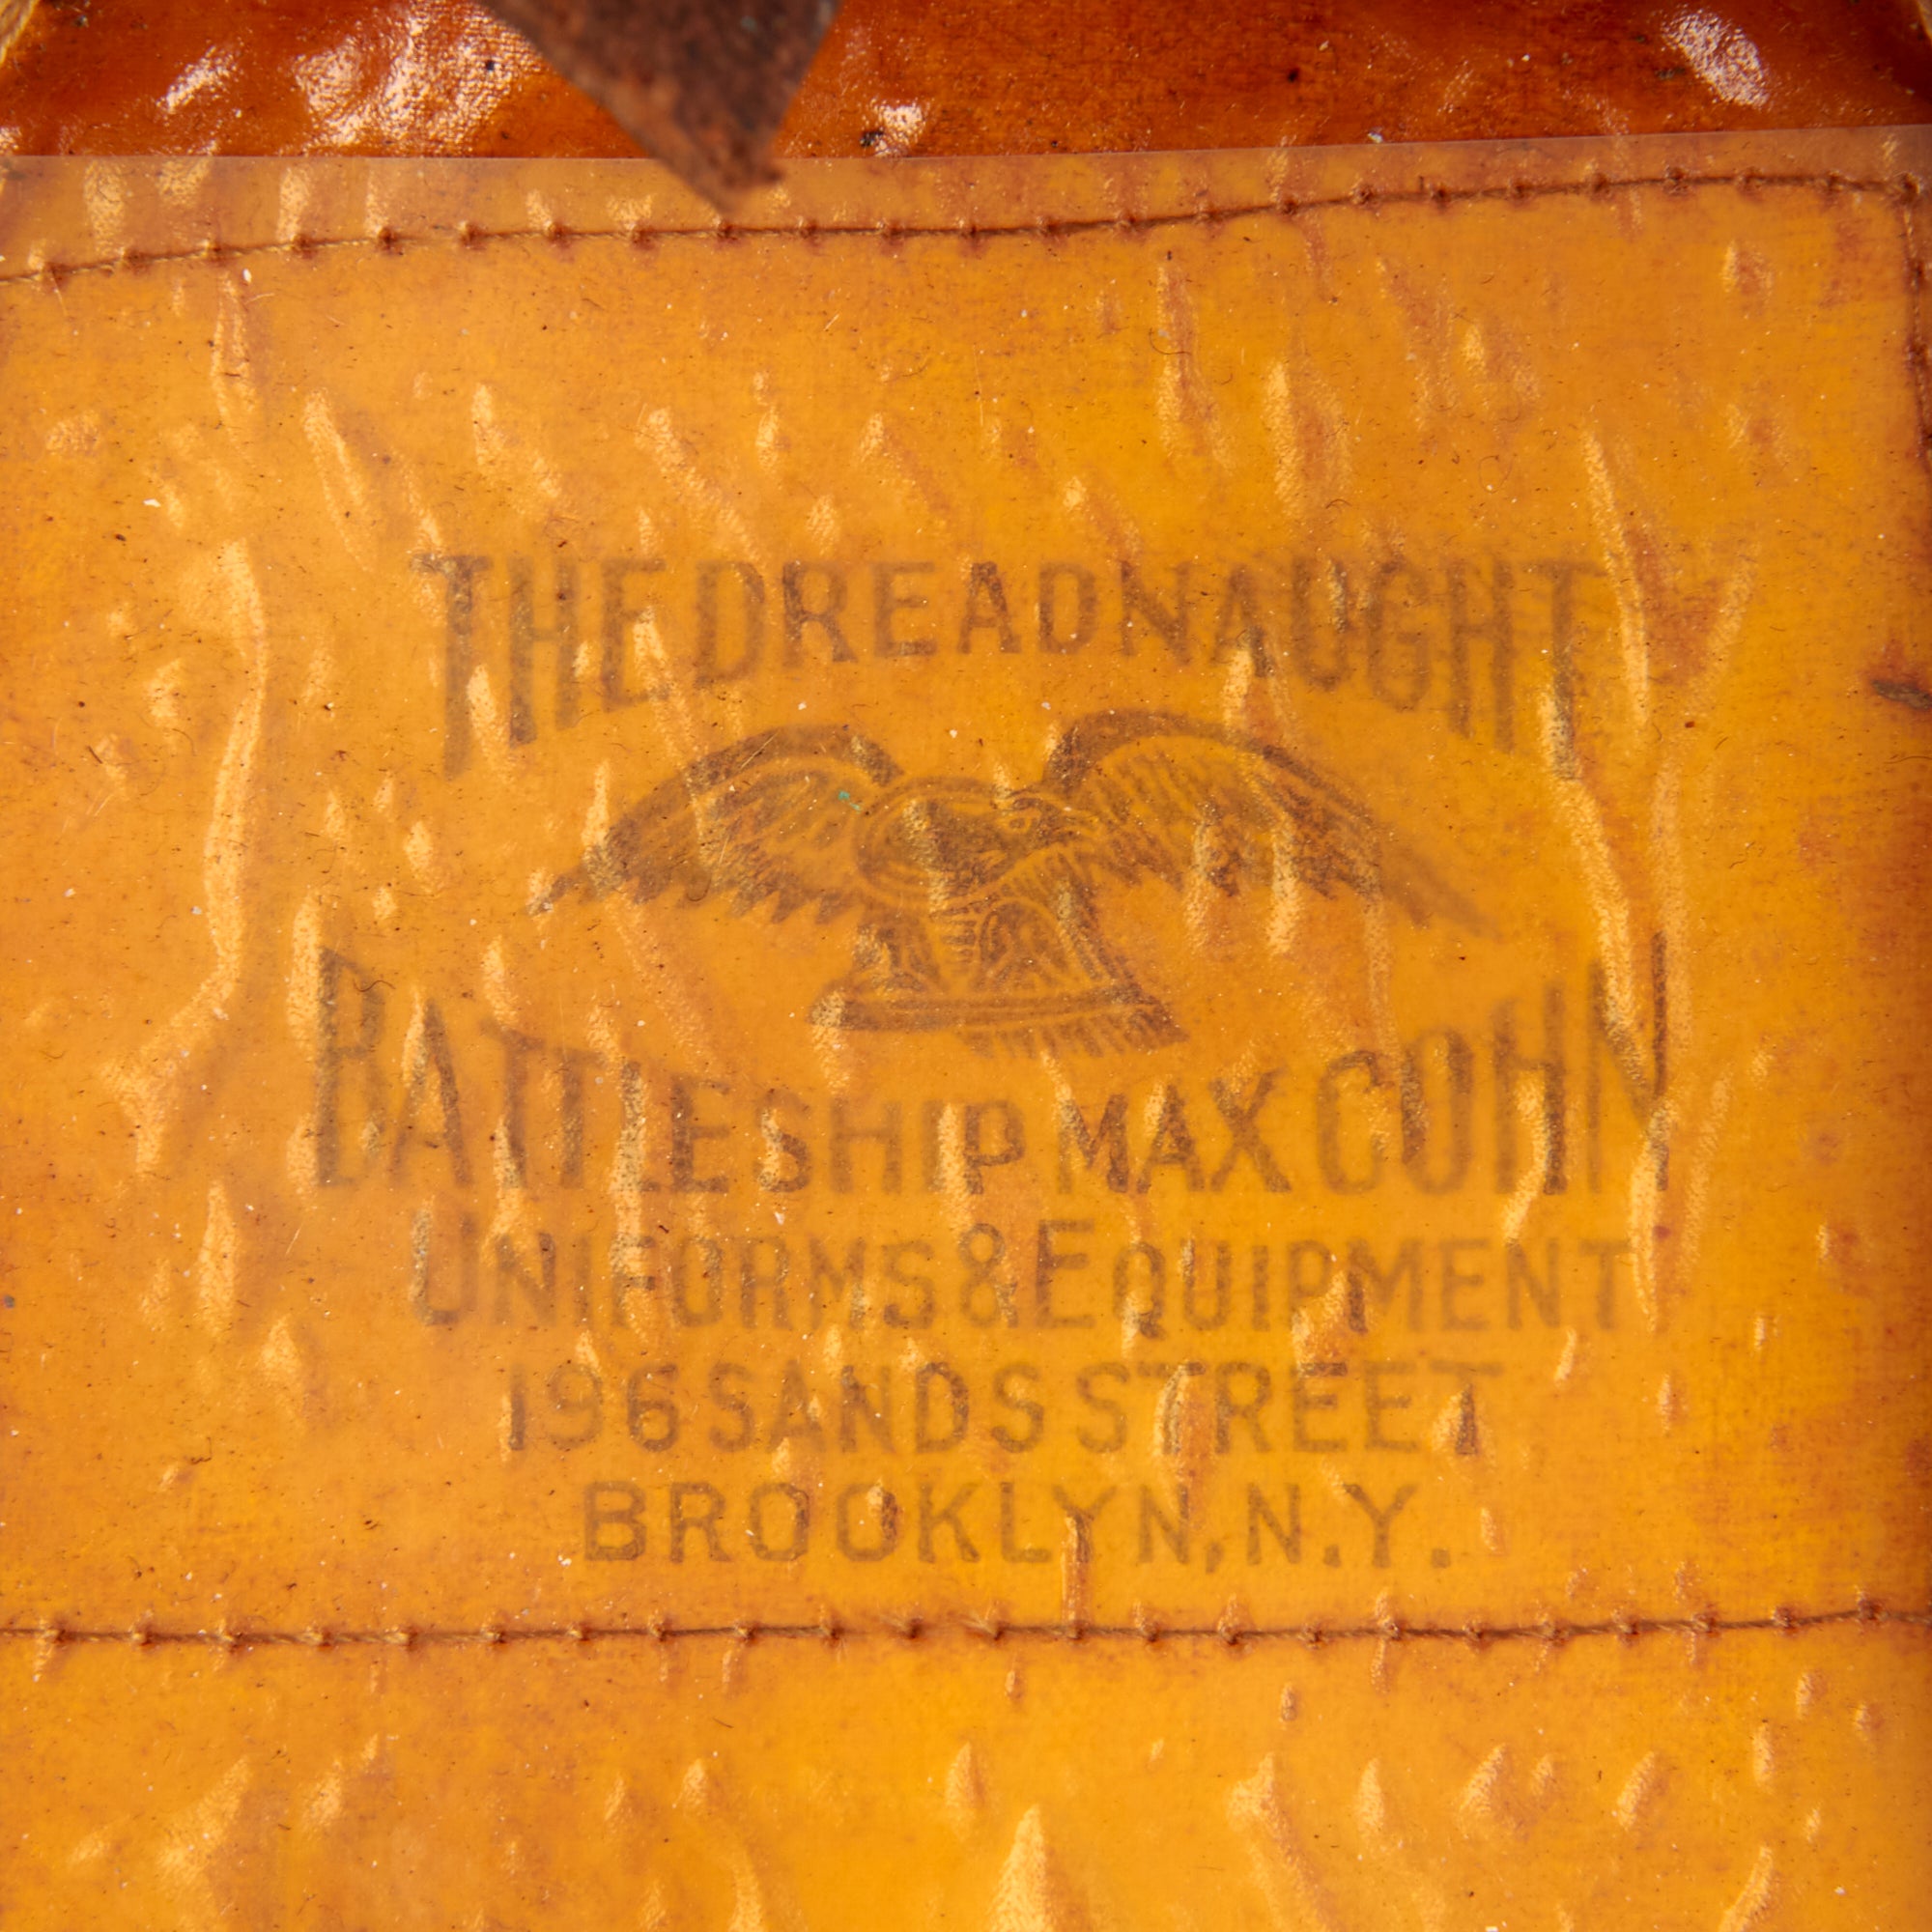 THE DREADNAUGHT
BATTLESHIP MAX COHN
UNIFORMS & EQUIPMENT
196 SANDS STREET
BROOKLYN, N.Y.